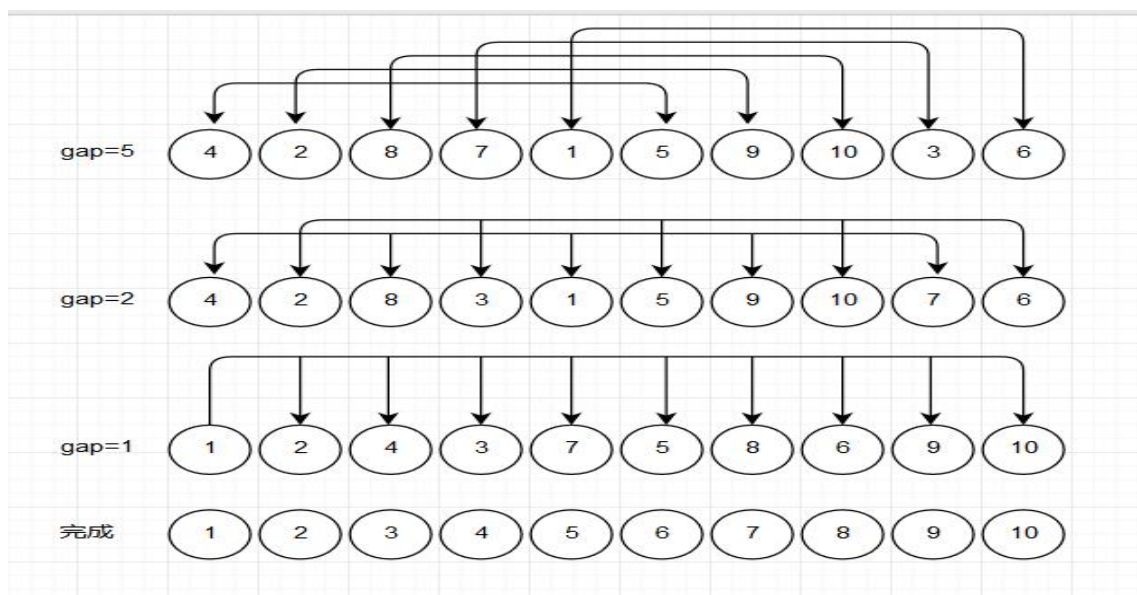 gap=5 4 2 8 7 1 5 9 10 3 6
gap=2 4 2 8 3 1 5 9 10 7 6
gap=1 1 2 4 3 7 5 8 6 9 10
完成 1 2 3 4 5 6 7 8 9 10